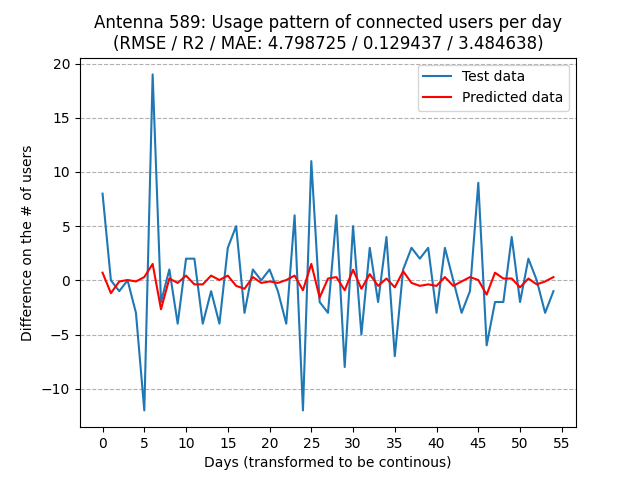 Antenna 589: Usage pattern of connected users per day
(RMSE / R2 / MAE: 4.798725 / 0.129437 / 3.484638)
Test data
Predicted data
Difference on the # of users
20
15
10
5
0
−5
−10
0 5 10 15 20 25 30 35 40 45 50 55
Days (transformed to be continous)